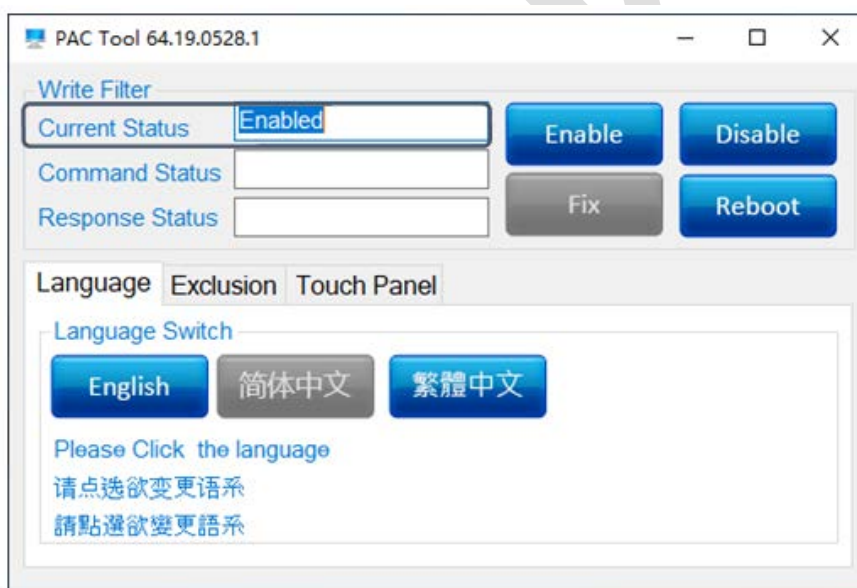 PAC Tool 64.19.0528.1
Write Filter
Current Status Enabled Enable Disable
Command Status
Response Status Fix Reboot
Language Exclusion Touch Panel
Language Switch
English 简体中文 繁體中文
Please Click the language
请点选欲变更语系
請點選欲變更語系